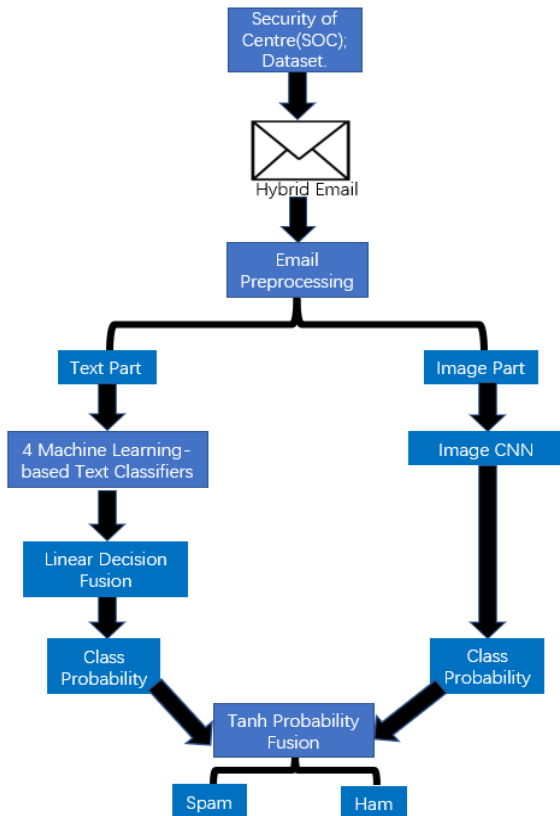 Security of
Centre(SOC);
Dataset.
Hybrid Email
Email
Preprocessing
Text Part
Image Part
4 Machine Learning-
based Text Classifiers
Image CNN
Linear Decision
Fusion
Class
Probability
Class
Probability
Tanh Probability
Fusion
Spam
Ham